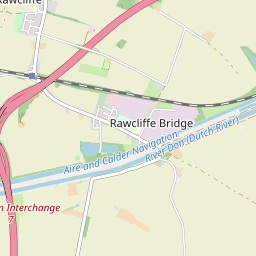 Rawcliffe
Rawcliffe Bridge
Aire and Calder Navigation
River Don (Dutch River)
Interchange
7